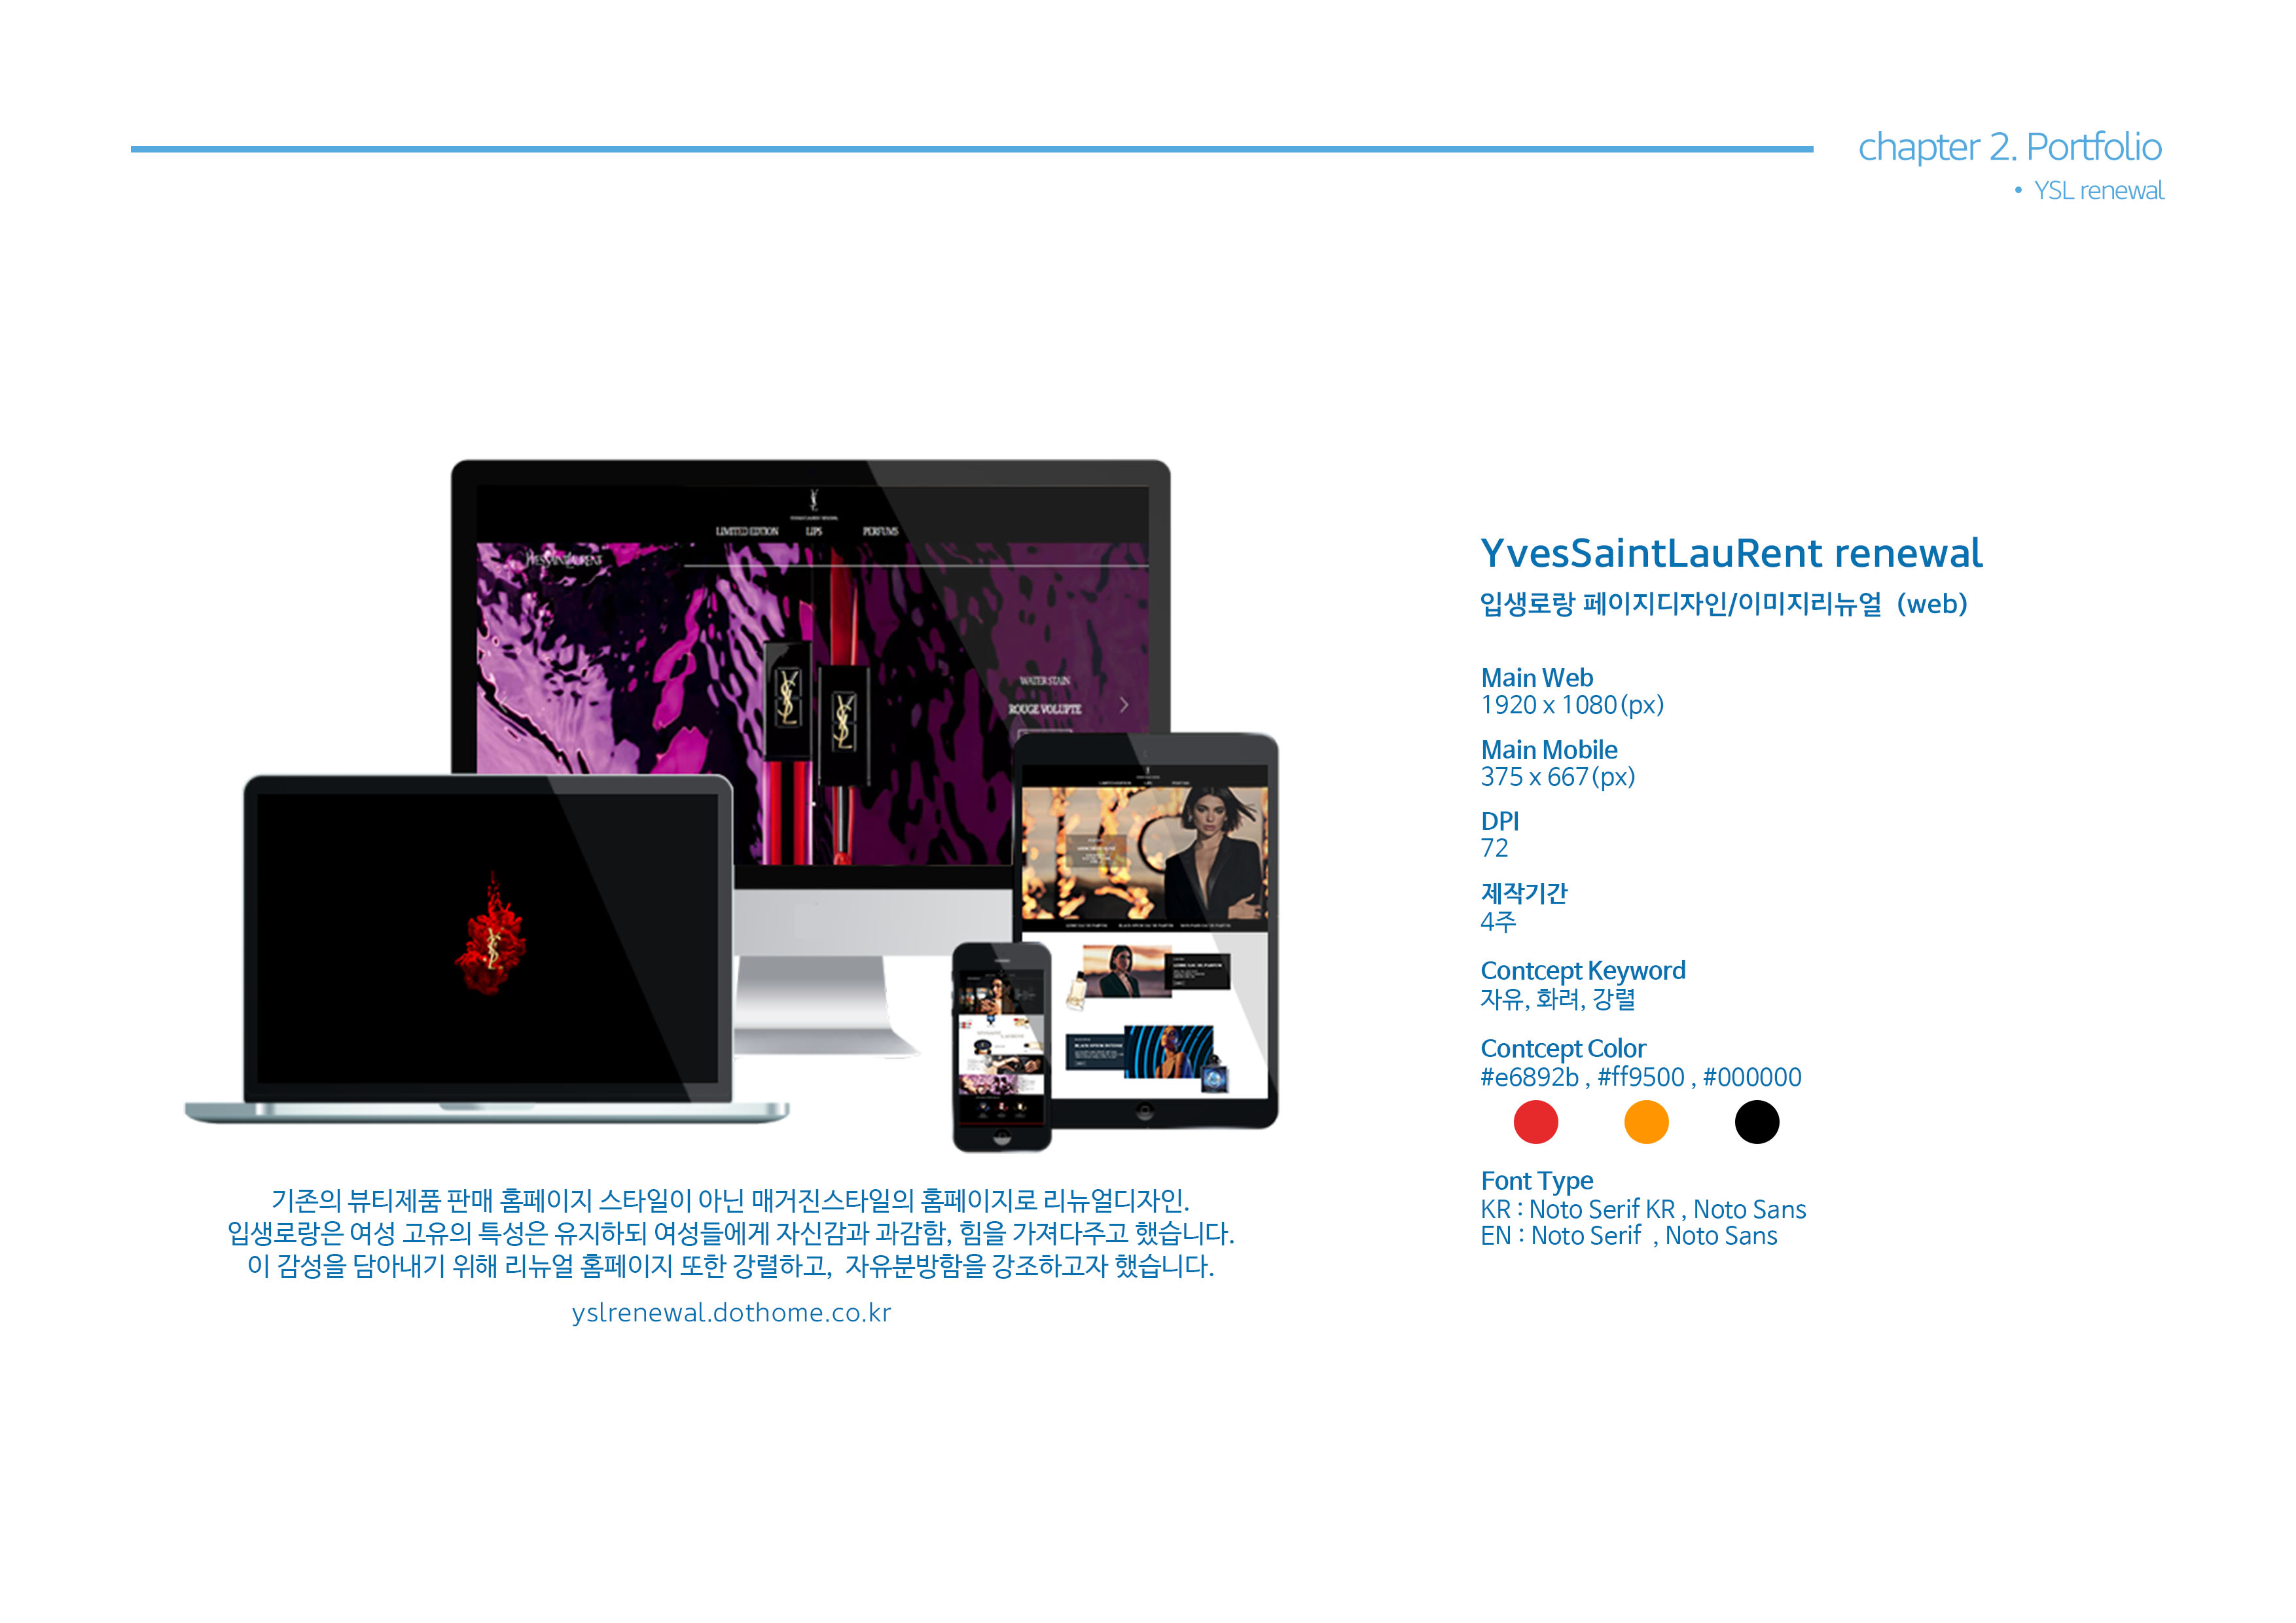 chapter 2. Portfolio
• YSL renewal
LIMITED EDITION LIPS PERFUMS
YVESSAINTLAURENT
WATER STAIN
ROUGE VOLUPTE
YvesSaintLauRent renewal
입생로랑 페이지디자인/이미지리뉴얼 (web)
Main Web
1920 x 1080(px)
Main Mobile
375 x 667(px)
DPI
72
제작기간
4주
Contcept Keyword
자유, 화려, 강렬
Contcept Color
#e6892b , #ff9500 , #000000
Font Type
KR : Noto Serif KR , Noto Sans
EN : Noto Serif , Noto Sans
기존의 뷰티제품 판매 홈페이지 스타일이 아닌 매거진스타일의 홈페이지로 리뉴얼디자인.
입생로랑은 여성 고유의 특성은 유지하되 여성들에게 자신감과 과감함, 힘을 가져다주고 했습니다.
이 감성을 담아내기 위해 리뉴얼 홈페이지 또한 강렬하고, 자유분방함을 강조하고자 했습니다.
yslrenewal.dothome.co.kr